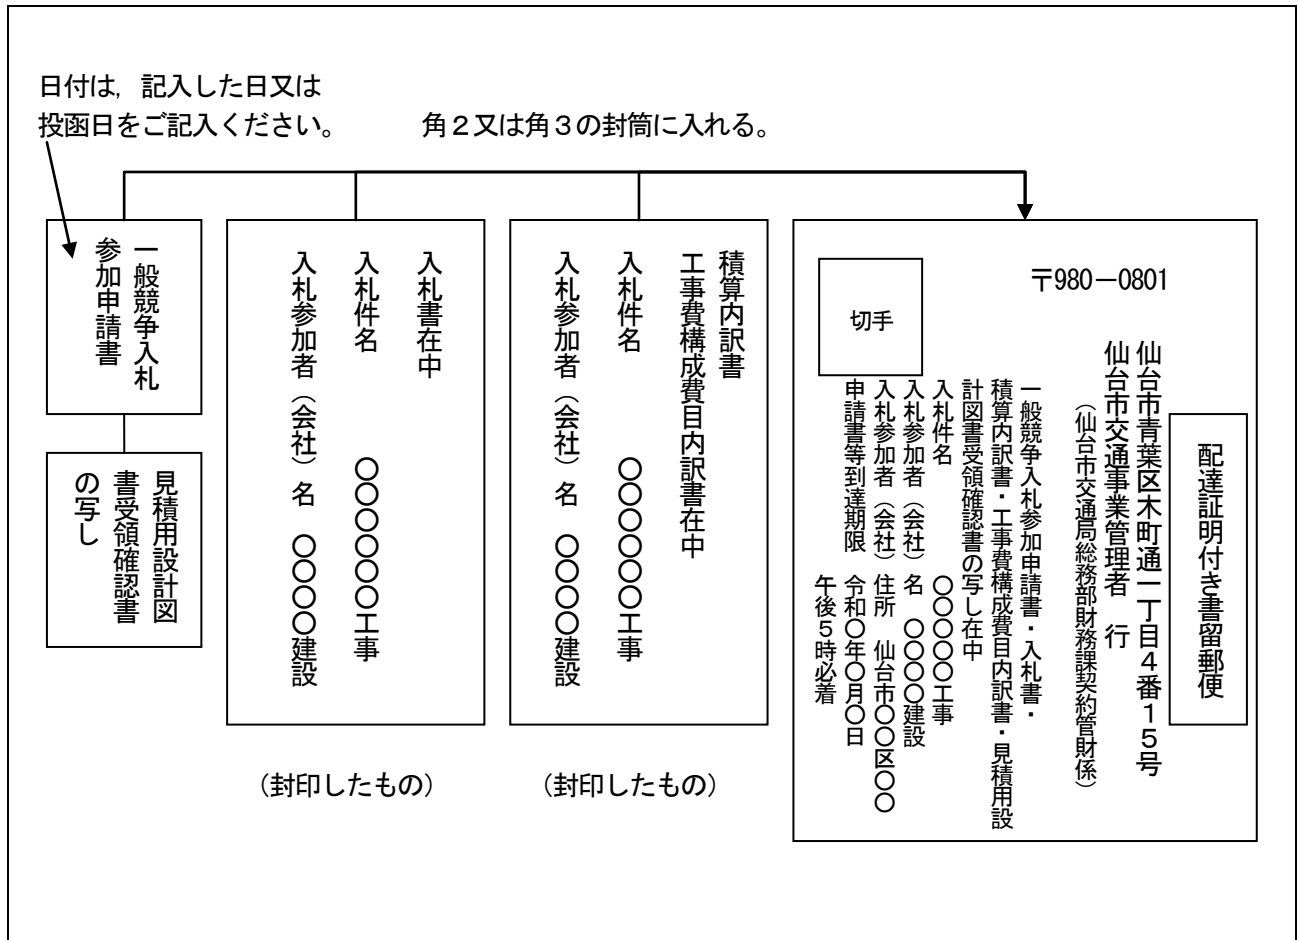 日付は，記入した日又は
投函日をご記入ください。
角２又は角３の封筒に入れる。
一般競争入札
参加申請書
見積用設計図
書受領確認書
の写し
入札書在中
入札件名　　　〇〇〇〇〇〇工事
入札参加者（会社）名　〇〇〇〇建設
（封印したもの）
積算内訳書
工事費構成費目内訳書在中
入札件名　　　〇〇〇〇〇〇工事
入札参加者（会社）名　〇〇〇〇建設
（封印したもの）
配達証明付き書留郵便
〒980－0801
仙台市青葉区木町通一丁目４番１５号
仙台市交通事業管理者　行
（仙台市交通局総務部財務課契約管財係）
切手
一般競争入札参加申請書・入札書・
積算内訳書・工事費構成費目内訳書・見積用設
計図書受領確認書の写し在中
入札件名　　　〇〇〇〇〇工事
入札参加者（会社）名　〇〇〇〇建設
入札参加者（会社）住所　仙台市〇〇区〇〇
申請書等到達期限　令和〇年〇月〇日
午後５時必着